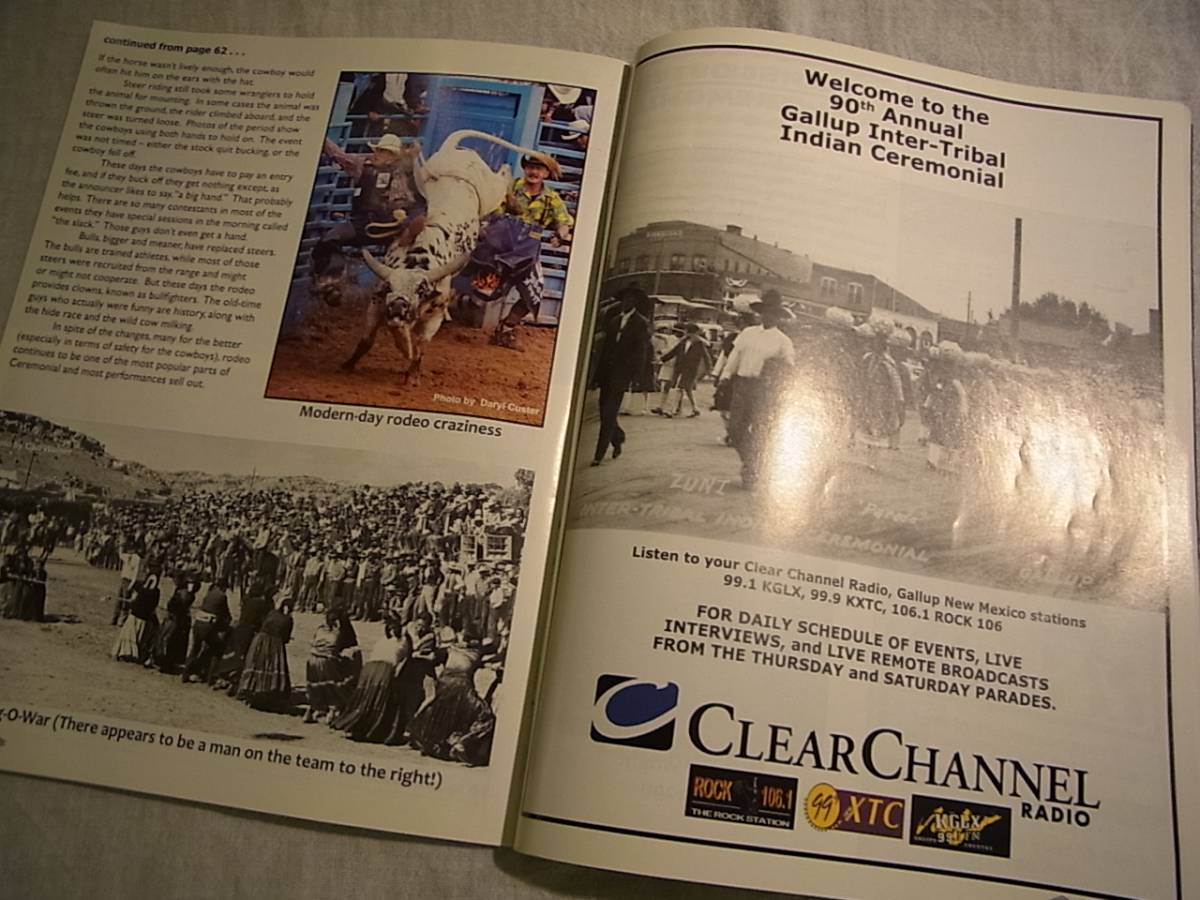 continued from page 62 . . .
If the horse wasn't lively enough, the cowboy would
often hit him on the ears with the hat.
Steer riding still took some wranglers to hold
the animal for mounting. In some cases the animal was
thrown the ground, the rider climbed aboard, and the
steer was turned loose. Photos of the period show
the cowboys using both hands to hold on. The event
was not timed – either the stock quit bucking, or the
cowboy fell off.
These days the cowboys have to pay an entry
fee, and if they buck off they get nothing except, as
the announcer likes to say, "a big hand." That probably
helps. There are so many contestants in most of the
events they have special sessions in the morning called
"the slack." Those guys don't even get a hand.
Bulls, bigger and meaner, have replaced steers.
The bulls are trained athletes, while most of those
steers were recruited from the range and might
or might not cooperate. But these days the rodeo
provides clowns, known as bullfighters. The old-time
guys who actually were funny are history, along with
the hide race and the wild cow milking.
In spite of the changes, many for the better
(especially in terms of safety for the cowboys), rodeo
continues to be one of the most popular parts of
Ceremonial and most performances sell out.
Photo by Daryl Custer
Modern-day rodeo craziness
g-O-War (There appears to be a man on the team to the right!)
Welcome to the
90th Annual
Gallup Inter-Tribal
Indian Ceremonial
ZUNI
INTER-TRIBAL IND CEREMONIAL
Listen to your Clear Channel Radio, Gallup New Mexico stations
99.1 KGLX, 99.9 KXTC, 106.1 ROCK 106
FOR DAILY SCHEDULE OF EVENTS, LIVE
INTERVIEWS, and LIVE REMOTE BROADCASTS
FROM THE THURSDAY and SATURDAY PARADES.
CLEARCHANNEL
RADIO
ROCK 106.1
THE ROCK STATION
99 XTC
KGLX